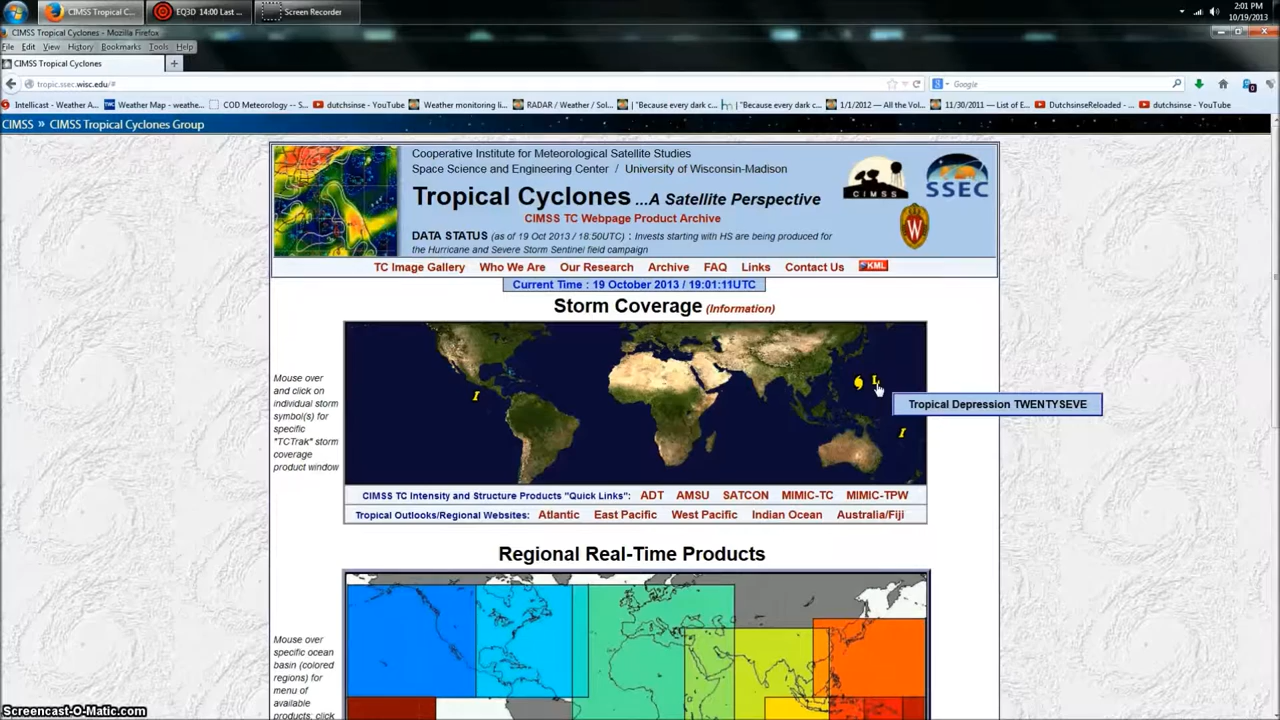 CIMSS Tropical C...
EQ3D 14:00 Last ...
Screen Recorder
2:01 PM
10/19/2013
CIMSS Tropical Cyclones - Mozilla Firefox
File Edit View History Bookmarks Tools Help
CIMSS Tropical Cyclones
tropic.ssec.wisc.edu/#
Google
Intellicast - Weather A...
Weather Map - weathe...
COD Meteorology -- S...
dutchsinse - YouTube
Weather monitoring li...
RADAR / Weather / Sol...
"Because every dark c...
"Because every dark c...
1/1/2012 — All the Vol...
11/30/2011 — List of E...
DutchsinseReloaded - ...
dutchsinse - YouTube
CIMSS » CIMSS Tropical Cyclones Group
Cooperative Institute for Meteorological Satellite Studies
Space Science and Engineering Center / University of Wisconsin-Madison
Tropical Cyclones ...A Satellite Perspective
CIMSS TC Webpage Product Archive
DATA STATUS (as of 19 Oct 2013 / 18:50UTC) : Invests starting with HS are being produced for
the Hurricane and Severe Storm Sentinel field campaign
CIMSS
SSEC
W
TC Image Gallery Who We Are Our Research Archive FAQ Links Contact Us KML
Current Time : 19 October 2013 / 19:01:11UTC
Storm Coverage (Information)
Mouse over
and click on
individual storm
symbol(s) for
specific
"TCTrak" storm
coverage
product window
I
L
I
Tropical Depression TWENTYSEVE
CIMSS TC Intensity and Structure Products "Quick Links": ADT AMSU SATCON MIMIC-TC MIMIC-TPW
Tropical Outlooks/Regional Websites: Atlantic East Pacific West Pacific Indian Ocean Australia/Fiji
Regional Real-Time Products
Mouse over
specific ocean
basin (colored
regions) for
menu of
available
products, click
Screencast-O-Matic.com